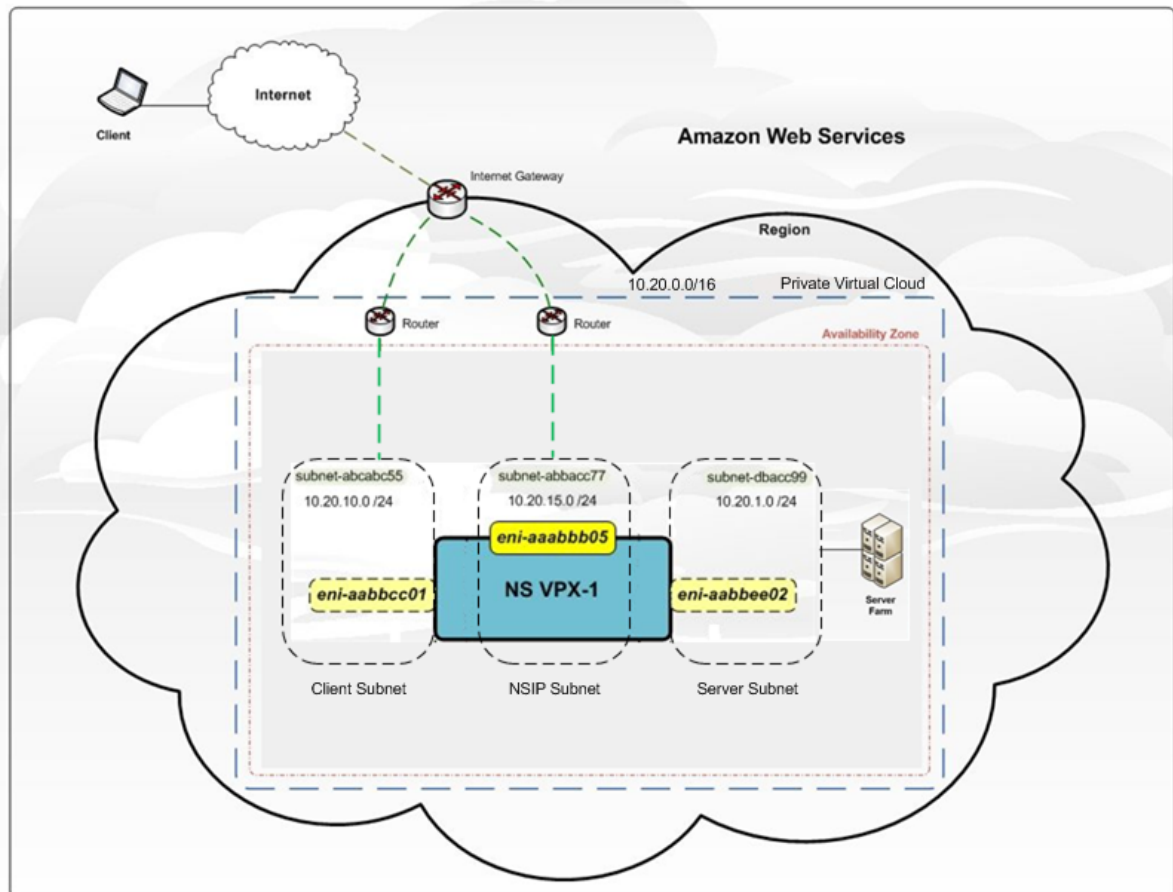 Internet
Client
Amazon Web Services
Internet Gateway
Region
10.20.0.0/16
Private Virtual Cloud
Router
Router
Availability Zone
subnet-abcabc55
10.20.10.0 /24
subnet-abbacc77
10.20.15.0 /24
subnet-dbacc99
10.20.1.0 /24
eni-aaabbb05
eni-aabbcc01
NS VPX-1
eni-aabbee02
Server
Farm
Client Subnet
NSIP Subnet
Server Subnet